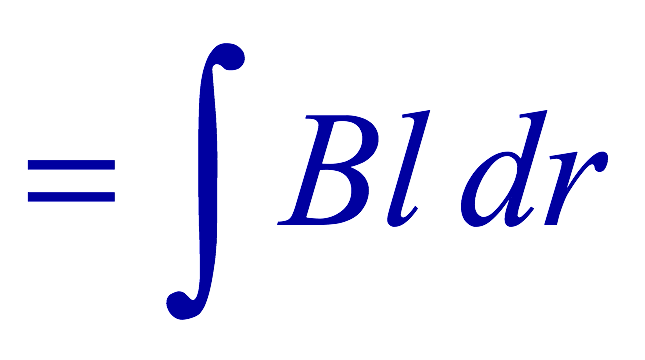 = ∫ Bl dr